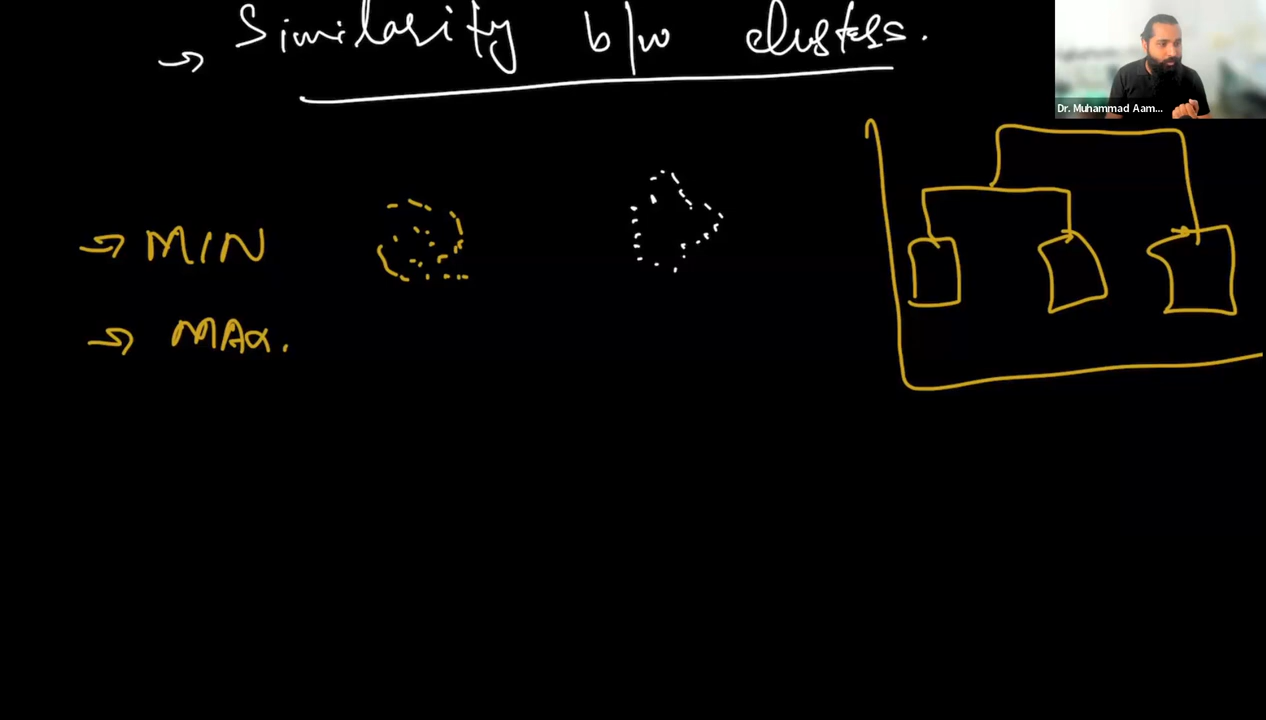 → Similarity b/w clusters.
Dr. Muhammad Aam...
→ MIN
→ MAX.